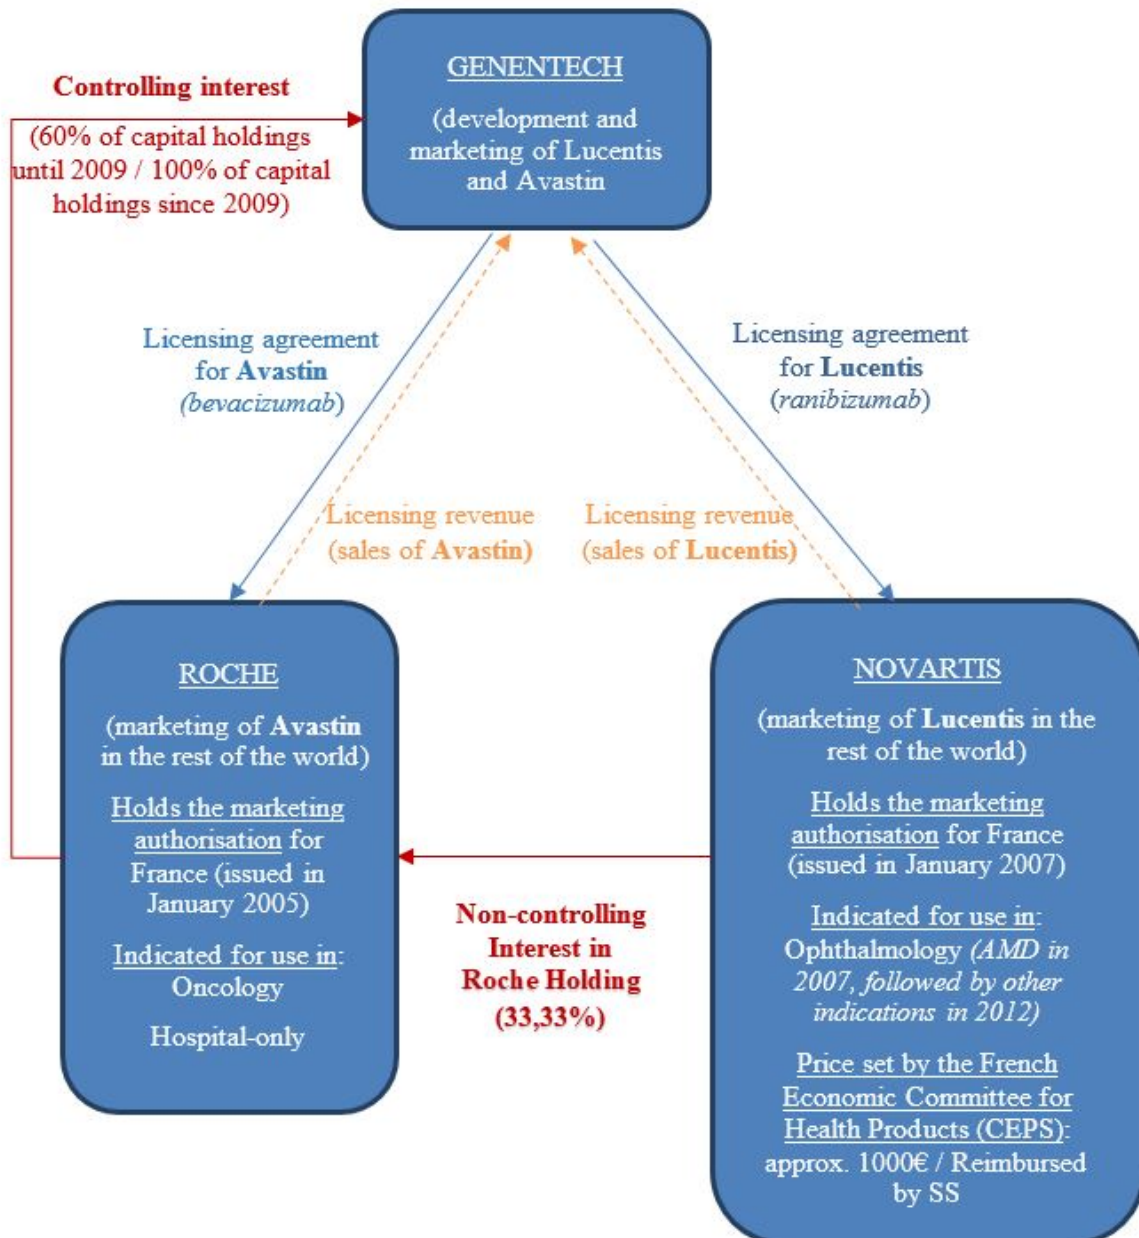 GENENTECH
(development and
marketing of Lucentis
and Avastin
Controlling interest
(60% of capital holdings
until 2009 / 100% of capital
holdings since 2009)
Licensing agreement
for Avastin
(bevacizumab)
Licensing agreement
for Lucentis
(ranibizumab)
Licensing revenue
(sales of Avastin)
Licensing revenue
(sales of Lucentis)
ROCHE
(marketing of Avastin
in the rest of the world)
Holds the marketing
authorisation for
France (issued in
January 2005)
Indicated for use in:
Oncology
Hospital-only
Non-controlling
Interest in
Roche Holding
(33,33%)
NOVARTIS
(marketing of Lucentis in the
rest of the world)
Holds the marketing
authorisation for France
(issued in January 2007)
Indicated for use in:
Ophthalmology (AMD in
2007, followed by other
indications in 2012)
Price set by the French
Economic Committee for
Health Products (CEPS):
approx. 1000€ / Reimbursed
by SS